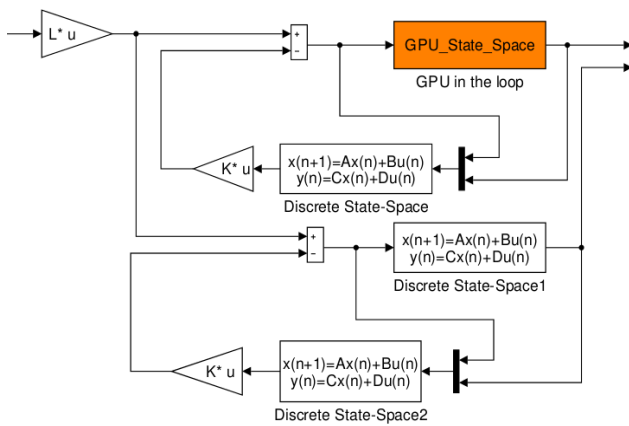 L* u
+
−
GPU_State_Space
GPU in the loop
K* u
x(n+1)=Ax(n)+Bu(n)
y(n)=Cx(n)+Du(n)
Discrete State-Space
+
−
x(n+1)=Ax(n)+Bu(n)
y(n)=Cx(n)+Du(n)
Discrete State-Space1
K* u
x(n+1)=Ax(n)+Bu(n)
y(n)=Cx(n)+Du(n)
Discrete State-Space2